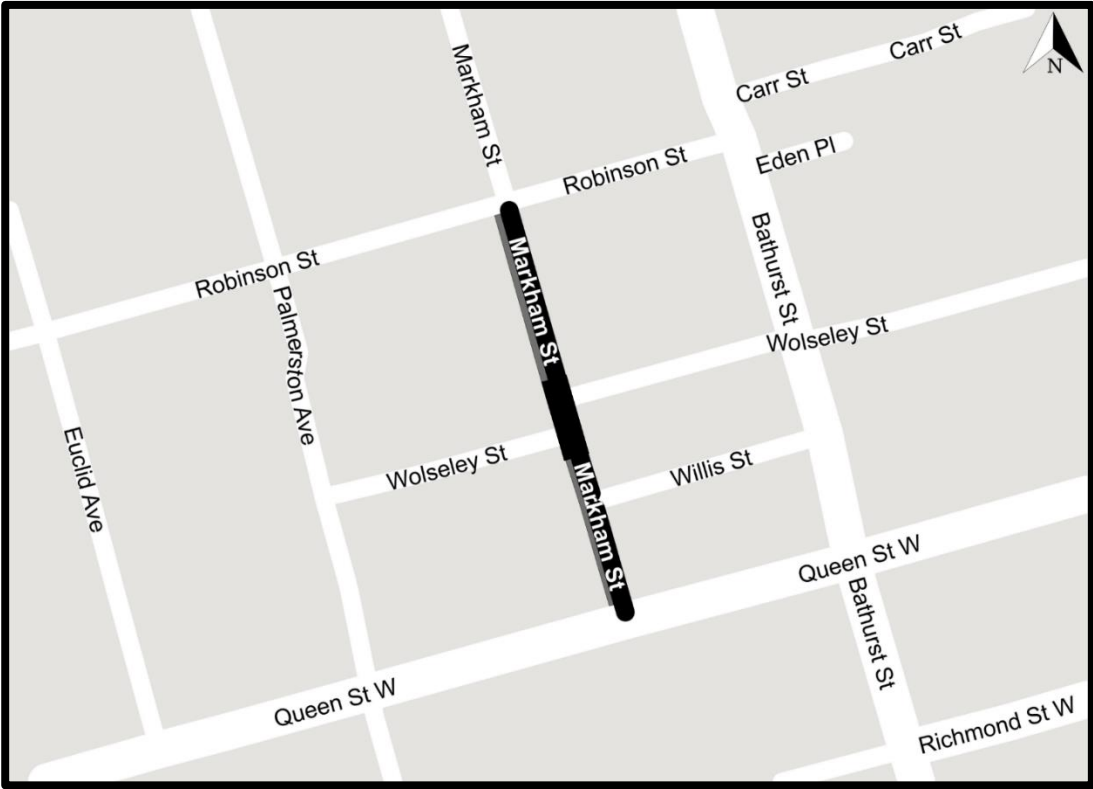 Carr St
Markham St
Carr St
N
Robinson St
Eden Pl
Robinson St
Markham St
Bathurst St
Palmerston Ave
Wolseley St
Euclid Ave
Wolseley St
Willis St
Markham St
Queen St W
Bathurst St
Queen St W
Richmond St W